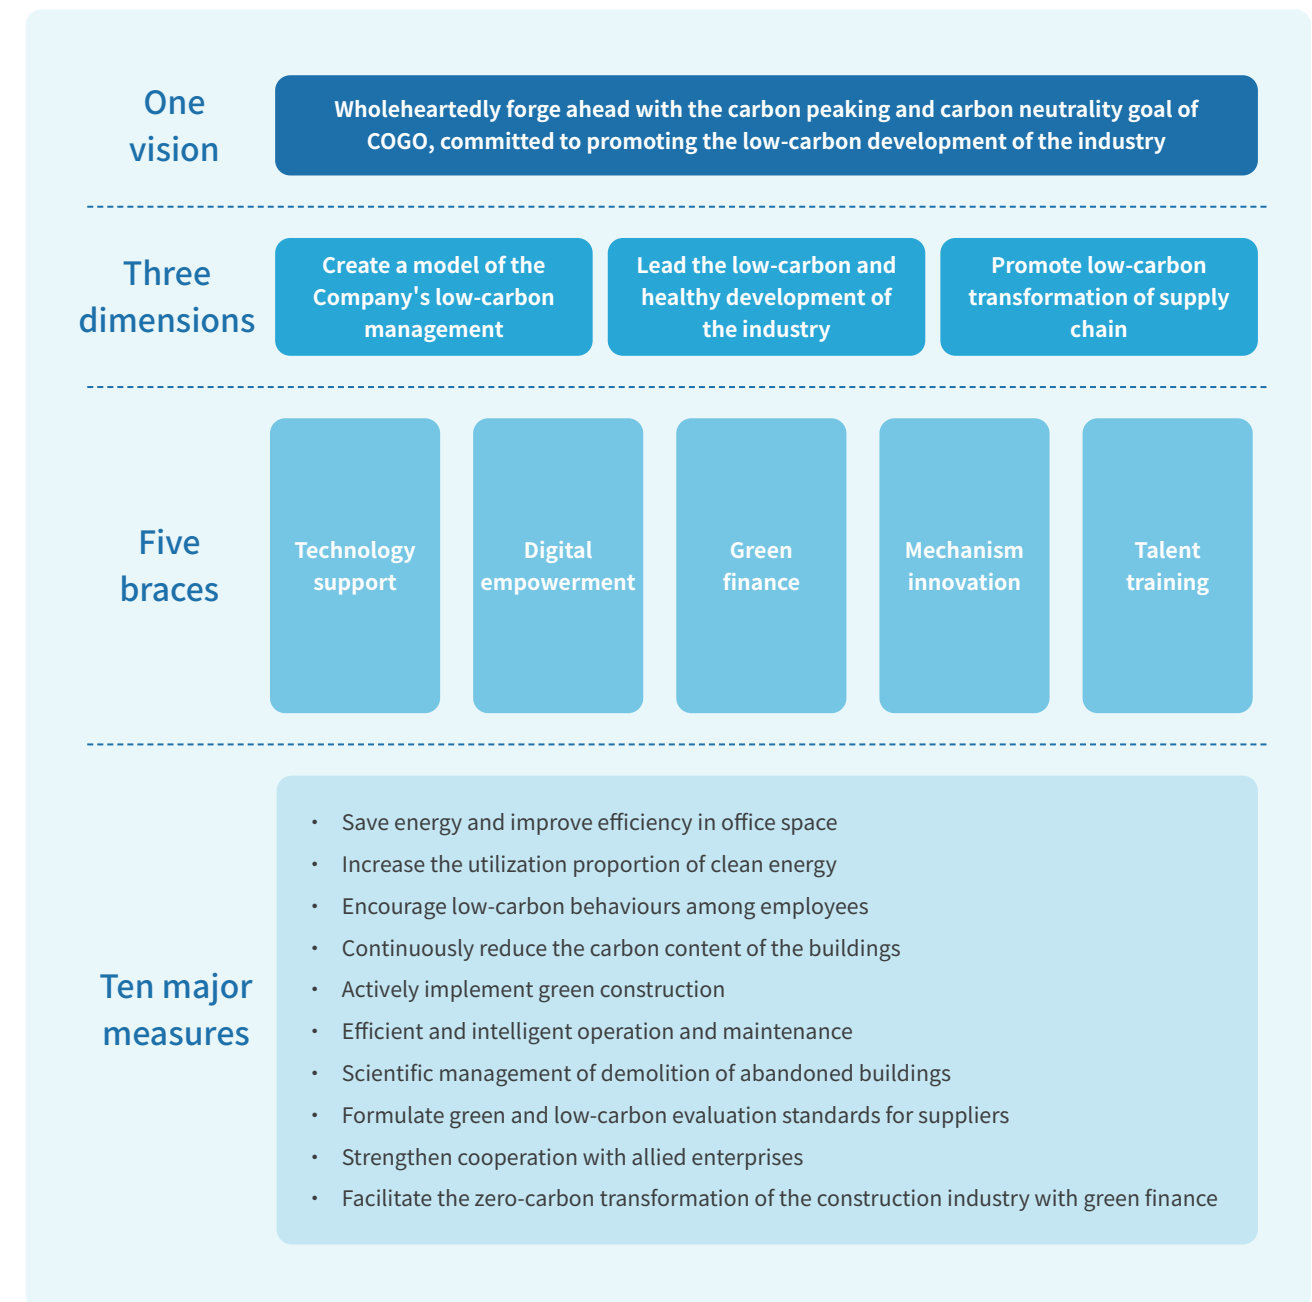 One
vision
Wholeheartedly forge ahead with the carbon peaking and carbon neutrality goal of
COGO, committed to promoting the low-carbon development of the industry
Three
dimensions
Create a model of the
Company's low-carbon
management
Lead the low-carbon and
healthy development of
the industry
Promote low-carbon
transformation of supply
chain
Five
braces
Technology
support
Digital
empowerment
Green
finance
Mechanism
innovation
Talent
training
Ten major
measures
• Save energy and improve efficiency in office space
• Increase the utilization proportion of clean energy
• Encourage low-carbon behaviours among employees
• Continuously reduce the carbon content of the buildings
• Actively implement green construction
• Efficient and intelligent operation and maintenance
• Scientific management of demolition of abandoned buildings
• Formulate green and low-carbon evaluation standards for suppliers
• Strengthen cooperation with allied enterprises
• Facilitate the zero-carbon transformation of the construction industry with green finance